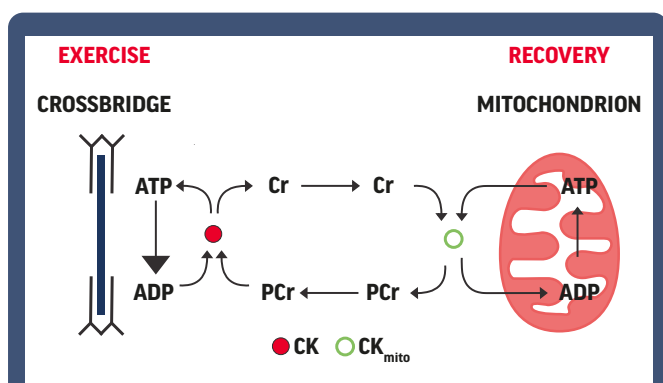 EXERCISE RECOVERY
CROSSBRIDGE MITOCHONDRION
ATP Cr Cr ATP
ADP PCr PCr ADP
CK CKmito